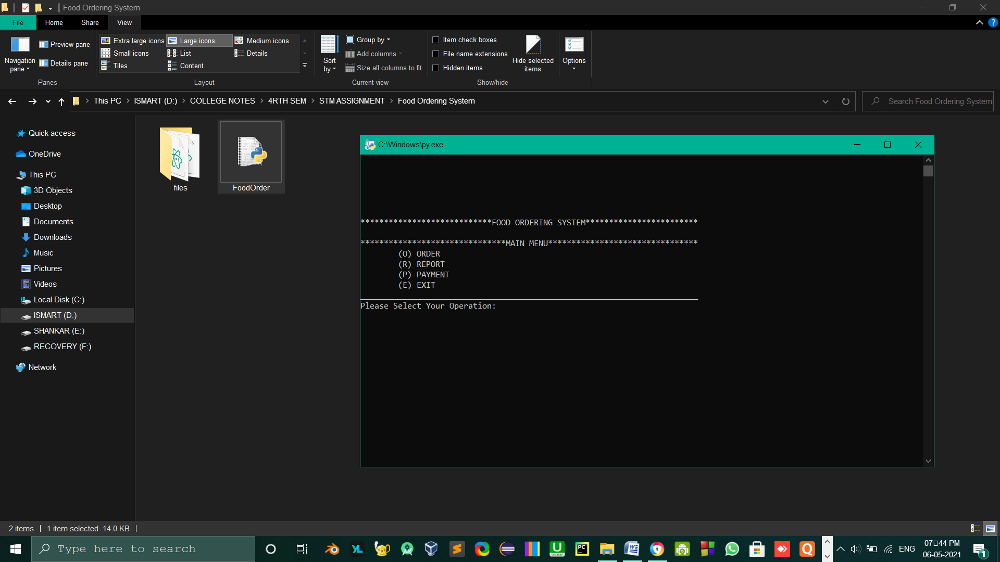 Food Ordering System
File Home Share View
Navigation pane
Preview pane
Details pane
Panes
Extra large icons Large icons Medium icons
Small icons List Details
Tiles Content
Layout
Sort by
Group by
Add columns
Size all columns to fit
Current view
Item check boxes
File name extensions
Hidden items
Hide selected items
Show/hide
Options
This PC > ISMART (D:) > COLLEGE NOTES > 4RTH SEM > STM ASSIGNMENT > Food Ordering System
Search Food Ordering System
Quick access
OneDrive
This PC
3D Objects
Desktop
Documents
Downloads
Music
Pictures
Videos
Local Disk (C:)
ISMART (D:)
SHANKAR (E:)
RECOVERY (F:)
Network
files
FoodOrder
C:\Windows\py.exe
****************************FOOD ORDERING SYSTEM************************
*******************************MAIN MENU********************************
(O) ORDER
(R) REPORT
(P) PAYMENT
(E) EXIT
________________________________________________________________________
Please Select Your Operation:
2 items 1 item selected 14.0 KB
Type here to search
ENG
07▯44 PM
06-05-2021
1